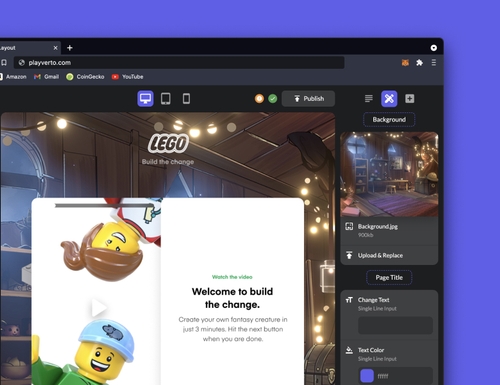 Layout
playverto.com
Amazon
Gmail
CoinGecko
YouTube
Publish
Background
LEGO
Build the change
Background.jpg
900kb
Upload & Replace
Page Title
Watch the video
Welcome to build
the change.
Create your own fantasy creature in
just 3 minutes. Hit the next button
when you are done.
Change Text
Single Line Input
Text Color
Single Line Input
ffffff